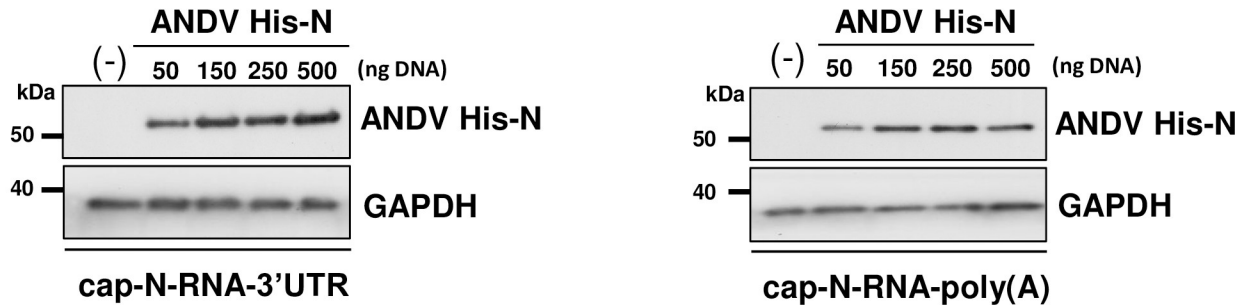 ANDV His-N
(-) 50 150 250 500 (ng DNA)
kDa
50
ANDV His-N
40
GAPDH
cap-N-RNA-3’UTR
ANDV His-N
(-) 50 150 250 500 (ng DNA)
kDa
50
ANDV His-N
40
GAPDH
cap-N-RNA-poly(A)